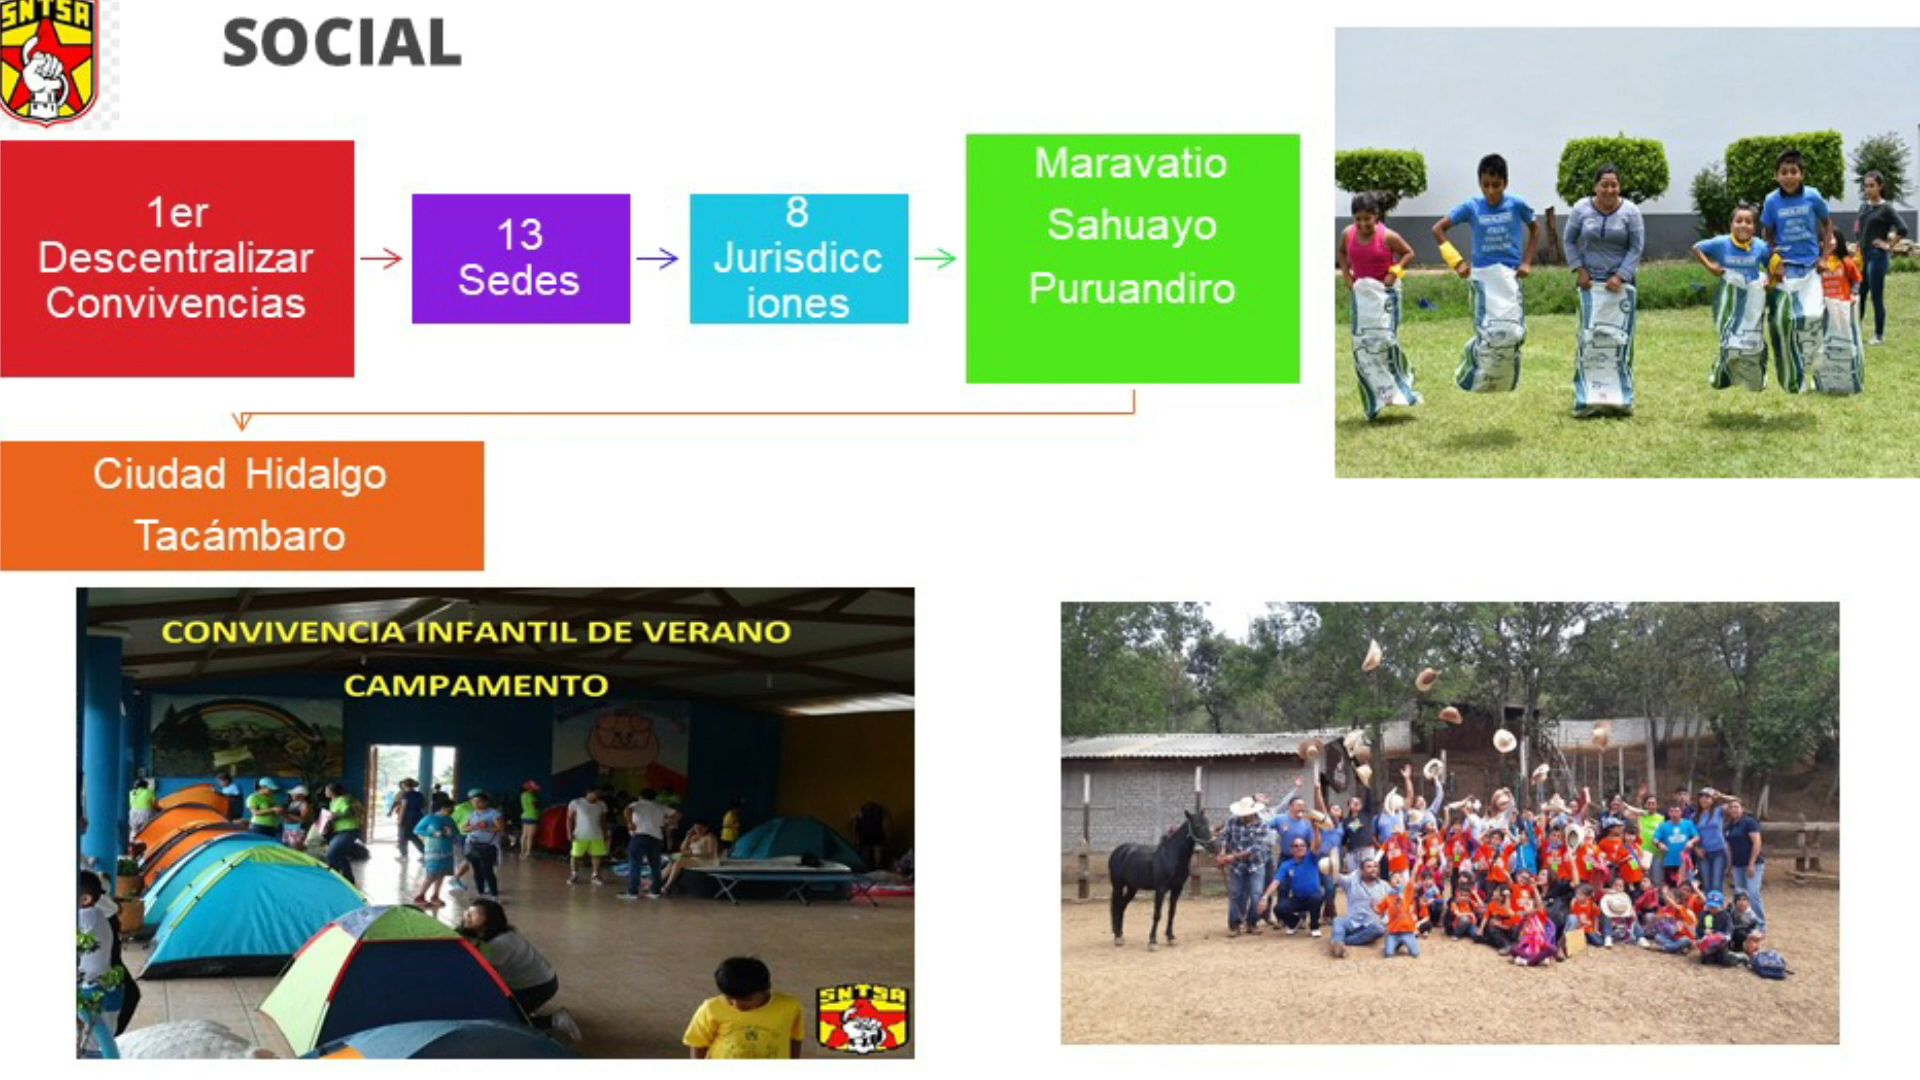 SNTSA
SOCIAL
1er
Descentralizar
Convivencias
13
Sedes
8
Jurisdicc
iones
Maravatio
Sahuayo
Puruandiro
Ciudad Hidalgo
Tacámbaro
CONVIVENCIA INFANTIL DE VERANO
CAMPAMENTO
SNTSA